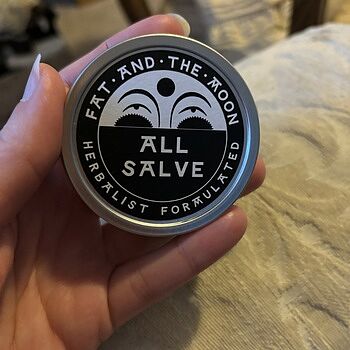 FAT · AND · THE · MOON
ALL
SALVE
HERBALIST FORMULATED